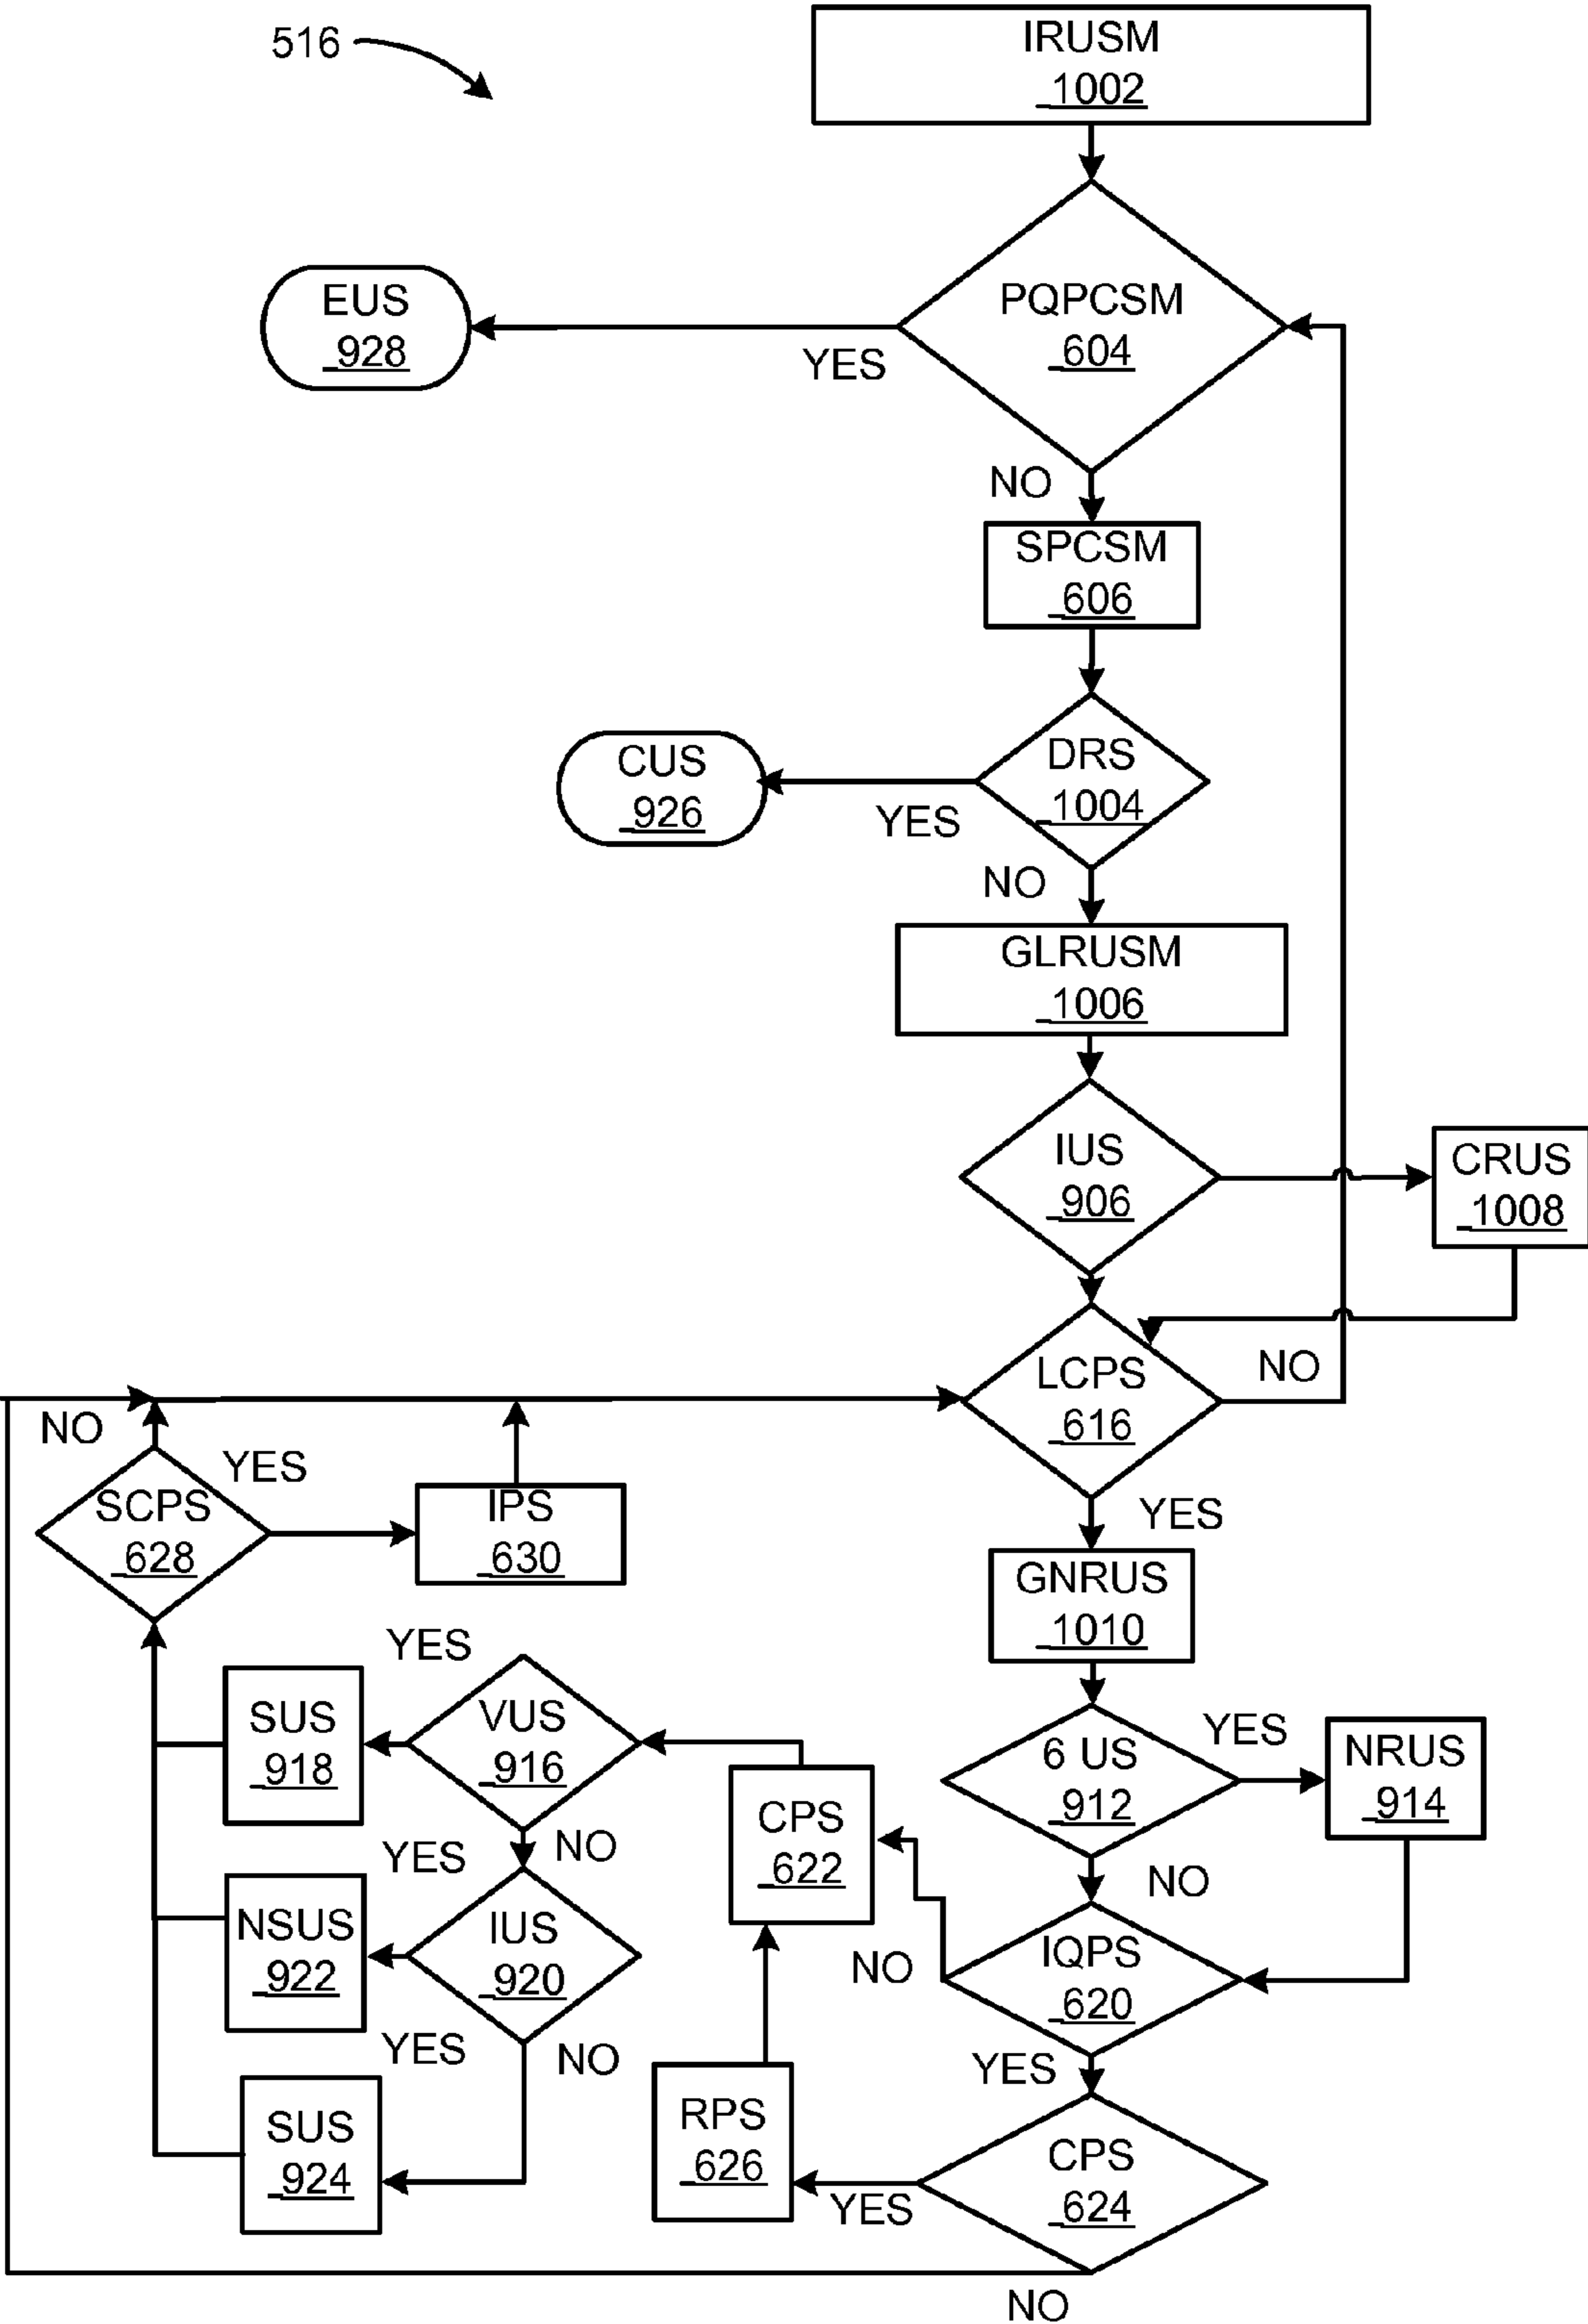 516
IRUSM
1002
PQPCSM
604
EUS
928
YES
NO
SPCSM
606
DRS
1004
CUS
926
YES
NO
GLRUSM
1006
IUS
906
CRUS
1008
LCPS
616
NO
NO
YES
SCPS
628
IPS
630
YES
GNRUS
1010
YES
SUS
918
VUS
916
6 US
912
YES
NRUS
914
CPS
622
NO
NO
YES
NSUS
922
IUS
920
IQPS
620
NO
YES
NO
YES
SUS
924
RPS
626
CPS
624
YES
NO